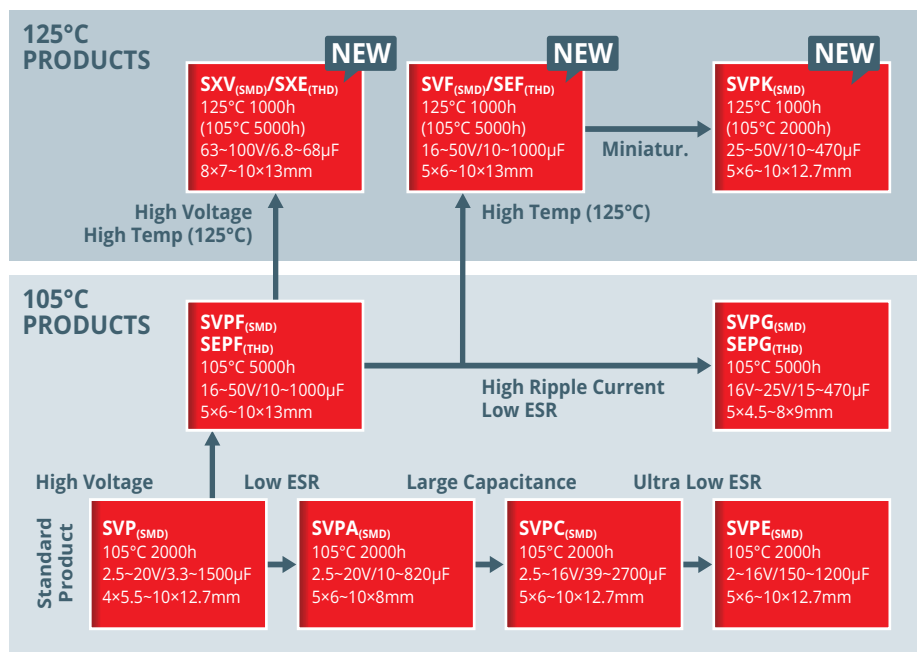 125°C
PRODUCTS
NEW
SXV(SMD)/SXE(THD)
125°C 1000h
(105°C 5000h)
63~100V/6.8~68µF
8×7~10×13mm
NEW
SVF(SMD)/SEF(THD)
125°C 1000h
(105°C 5000h)
16~50V/10~1000µF
5×6~10×13mm
Miniatur.
NEW
SVPK(SMD)
125°C 1000h
(105°C 2000h)
25~50V/10~470µF
5×6~10×12.7mm
High Voltage
High Temp (125°C)
High Temp (125°C)
105°C
PRODUCTS
SVPF(SMD)
SEPF(THD)
105°C 5000h
16~50V/10~1000µF
5×6~10×13mm
High Ripple Current
Low ESR
SVPG(SMD)
SEPG(THD)
105°C 5000h
16V~25V/15~470µF
5×4.5~8×9mm
High Voltage
Low ESR
Large Capacitance
Ultra Low ESR
Standard
Product
SVP(SMD)
105°C 2000h
2.5~20V/3.3~1500µF
4×5.5~10×12.7mm
SVPA(SMD)
105°C 2000h
2.5~20V/10~820µF
5×6~10×8mm
SVPC(SMD)
105°C 2000h
2.5~16V/39~2700µF
5×6~10×12.7mm
SVPE(SMD)
105°C 2000h
2~16V/150~1200µF
5×6~10×12.7mm